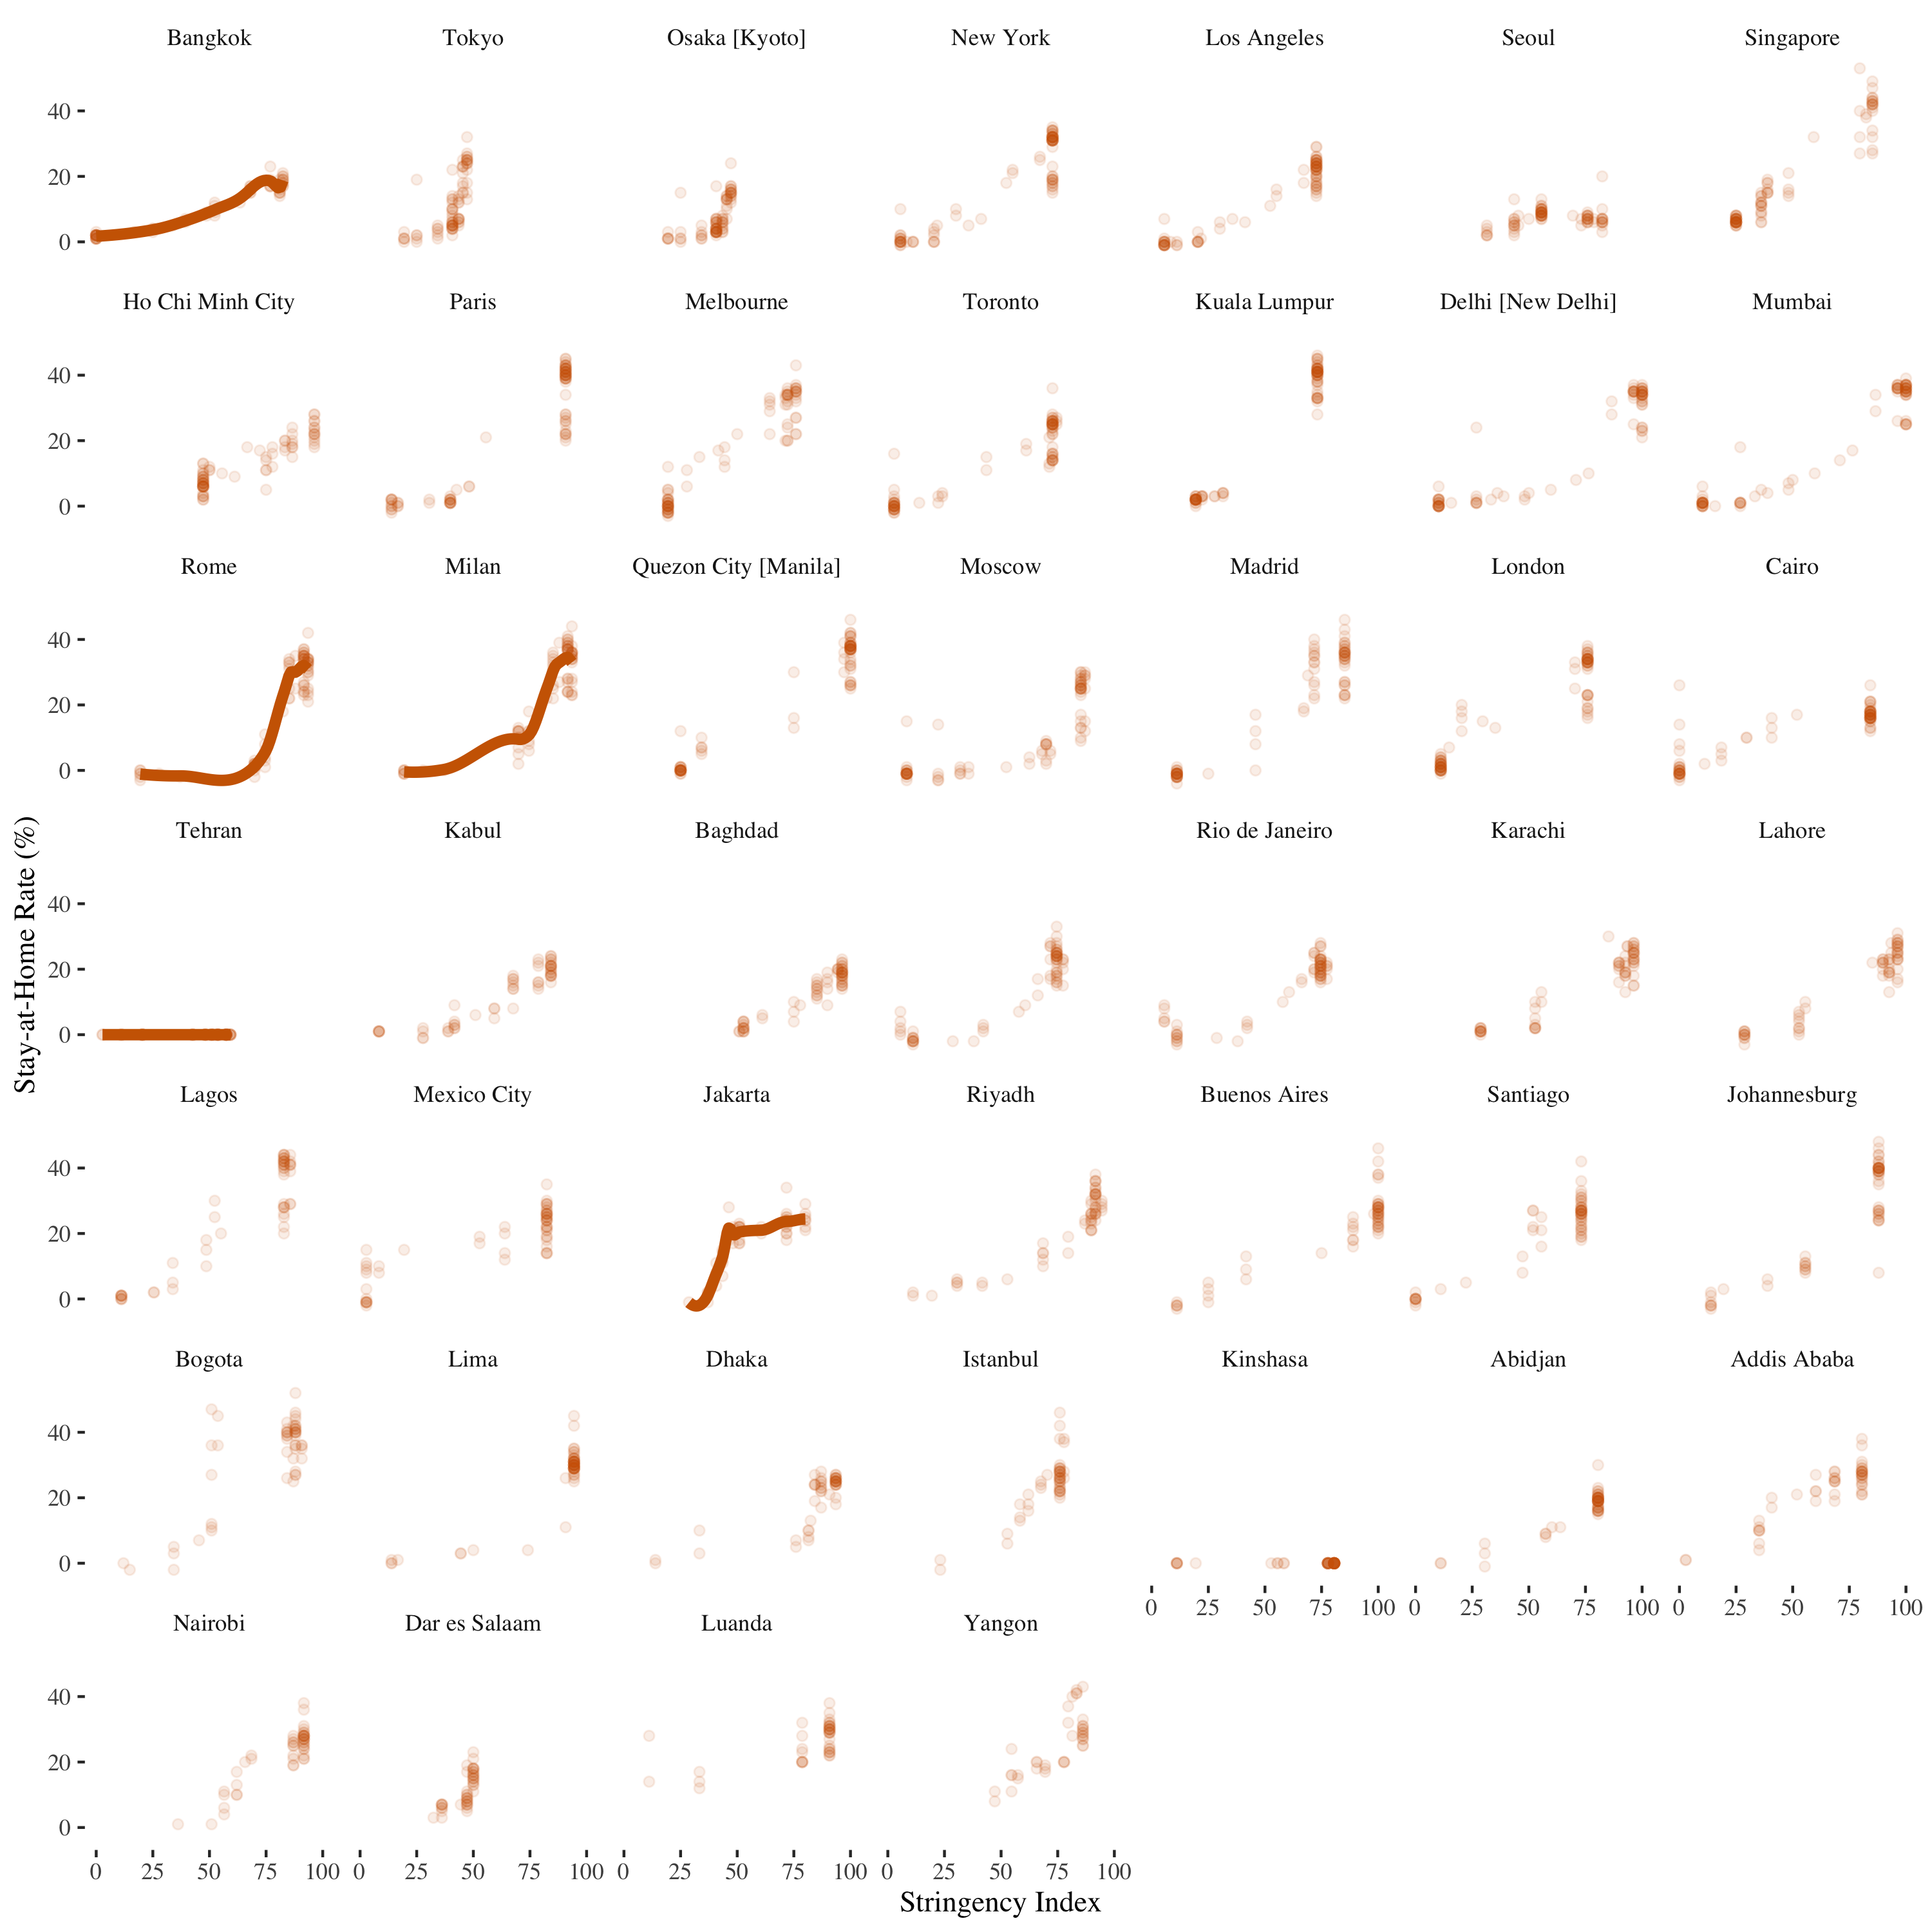 Bangkok Tokyo Osaka [Kyoto] New York Los Angeles Seoul Singapore
40
20
0
Ho Chi Minh City Paris Melbourne Toronto Kuala Lumpur Delhi [New Delhi] Mumbai
40
20
0
Rome Milan Quezon City [Manila] Moscow Madrid London Cairo
40
20
0
Stay-at-Home Rate (%)
Tehran Kabul Baghdad Rio de Janeiro Karachi Lahore
40
20
0
Lagos Mexico City Jakarta Riyadh Buenos Aires Santiago Johannesburg
40
20
0
Bogota Lima Dhaka Istanbul Kinshasa Abidjan Addis Ababa
40
20
0
0 25 50 75 100 0 25 50 75 100 0 25 50 75 100
Nairobi Dar es Salaam Luanda Yangon
40
20
0
0 25 50 75 100 0 25 50 75 100 0 25 50 75 100 0 25 50 75 100
Stringency Index